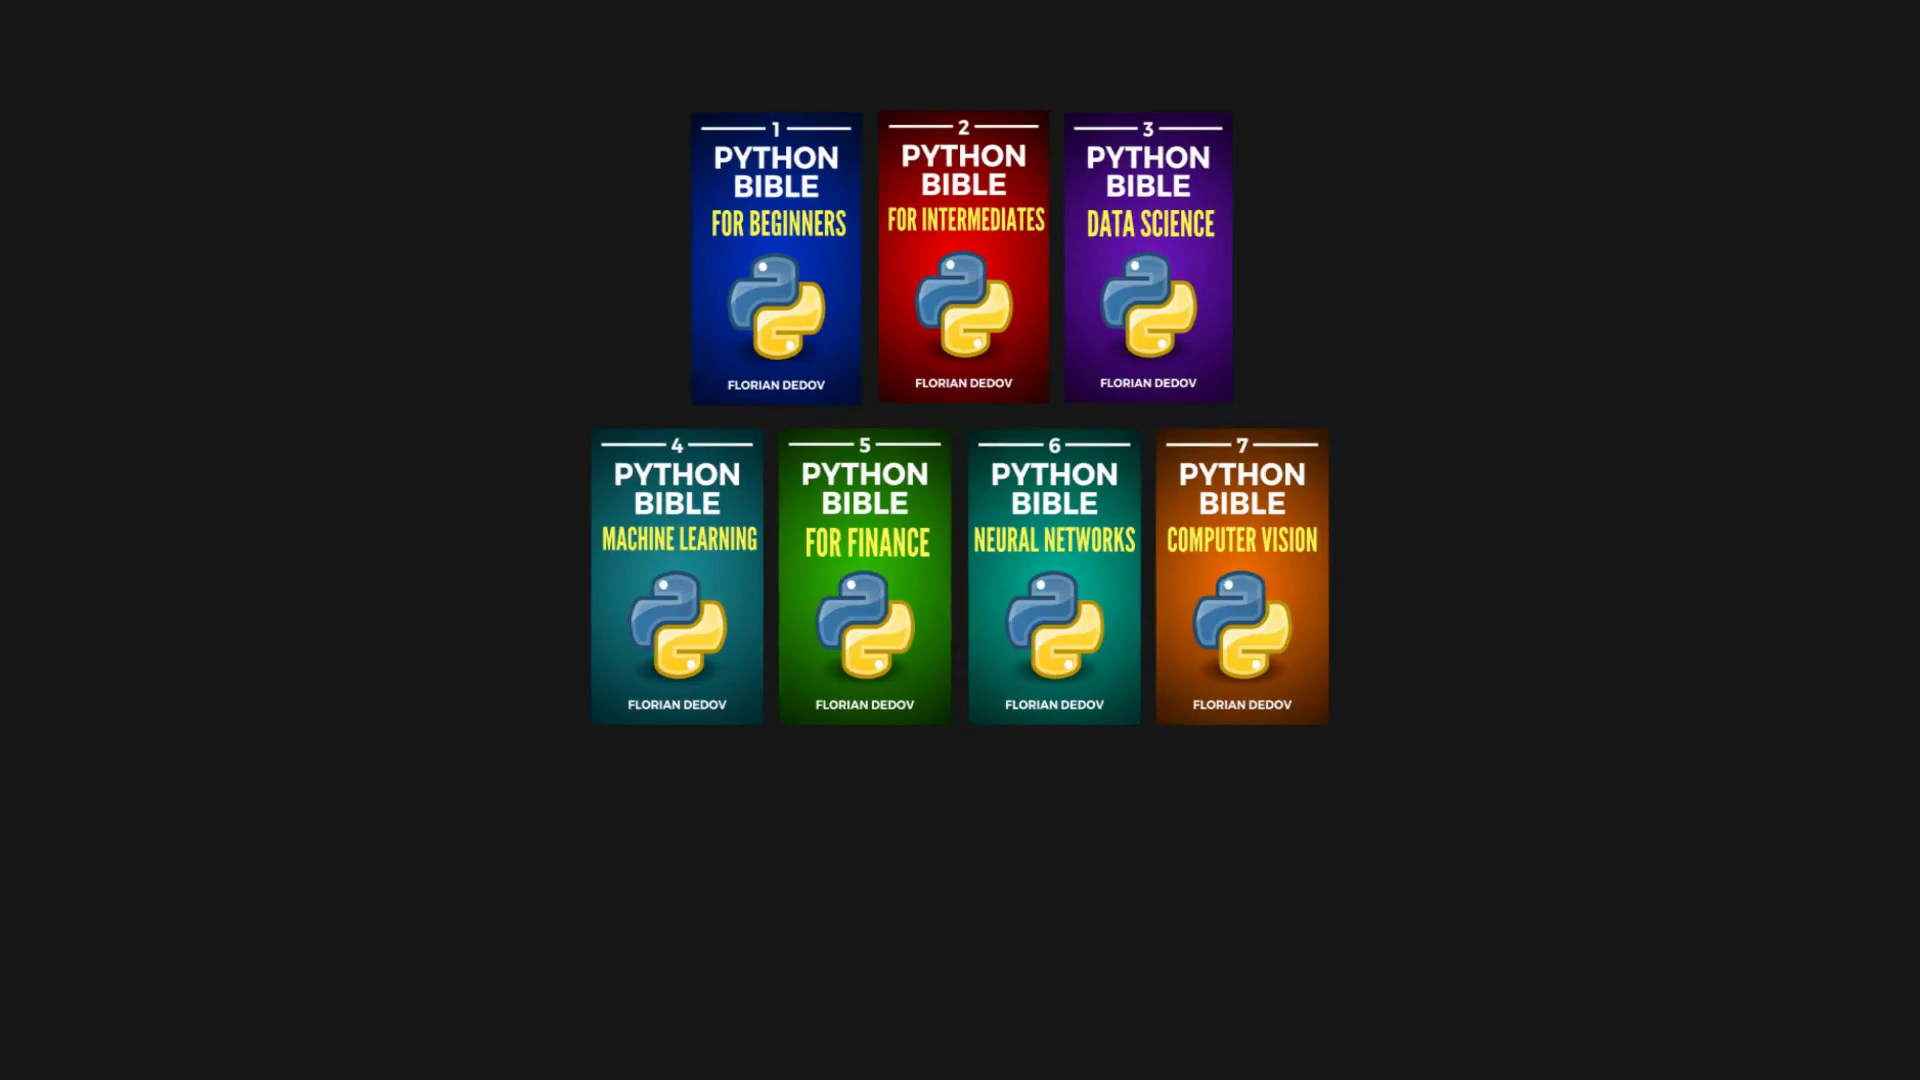 1
PYTHON
BIBLE
FOR BEGINNERS
FLORIAN DEDOV
2
PYTHON
BIBLE
FOR INTERMEDIATES
FLORIAN DEDOV
3
PYTHON
BIBLE
DATA SCIENCE
FLORIAN DEDOV
4
PYTHON
BIBLE
MACHINE LEARNING
FLORIAN DEDOV
5
PYTHON
BIBLE
FOR FINANCE
FLORIAN DEDOV
6
PYTHON
BIBLE
NEURAL NETWORKS
FLORIAN DEDOV
7
PYTHON
BIBLE
COMPUTER VISION
FLORIAN DEDOV